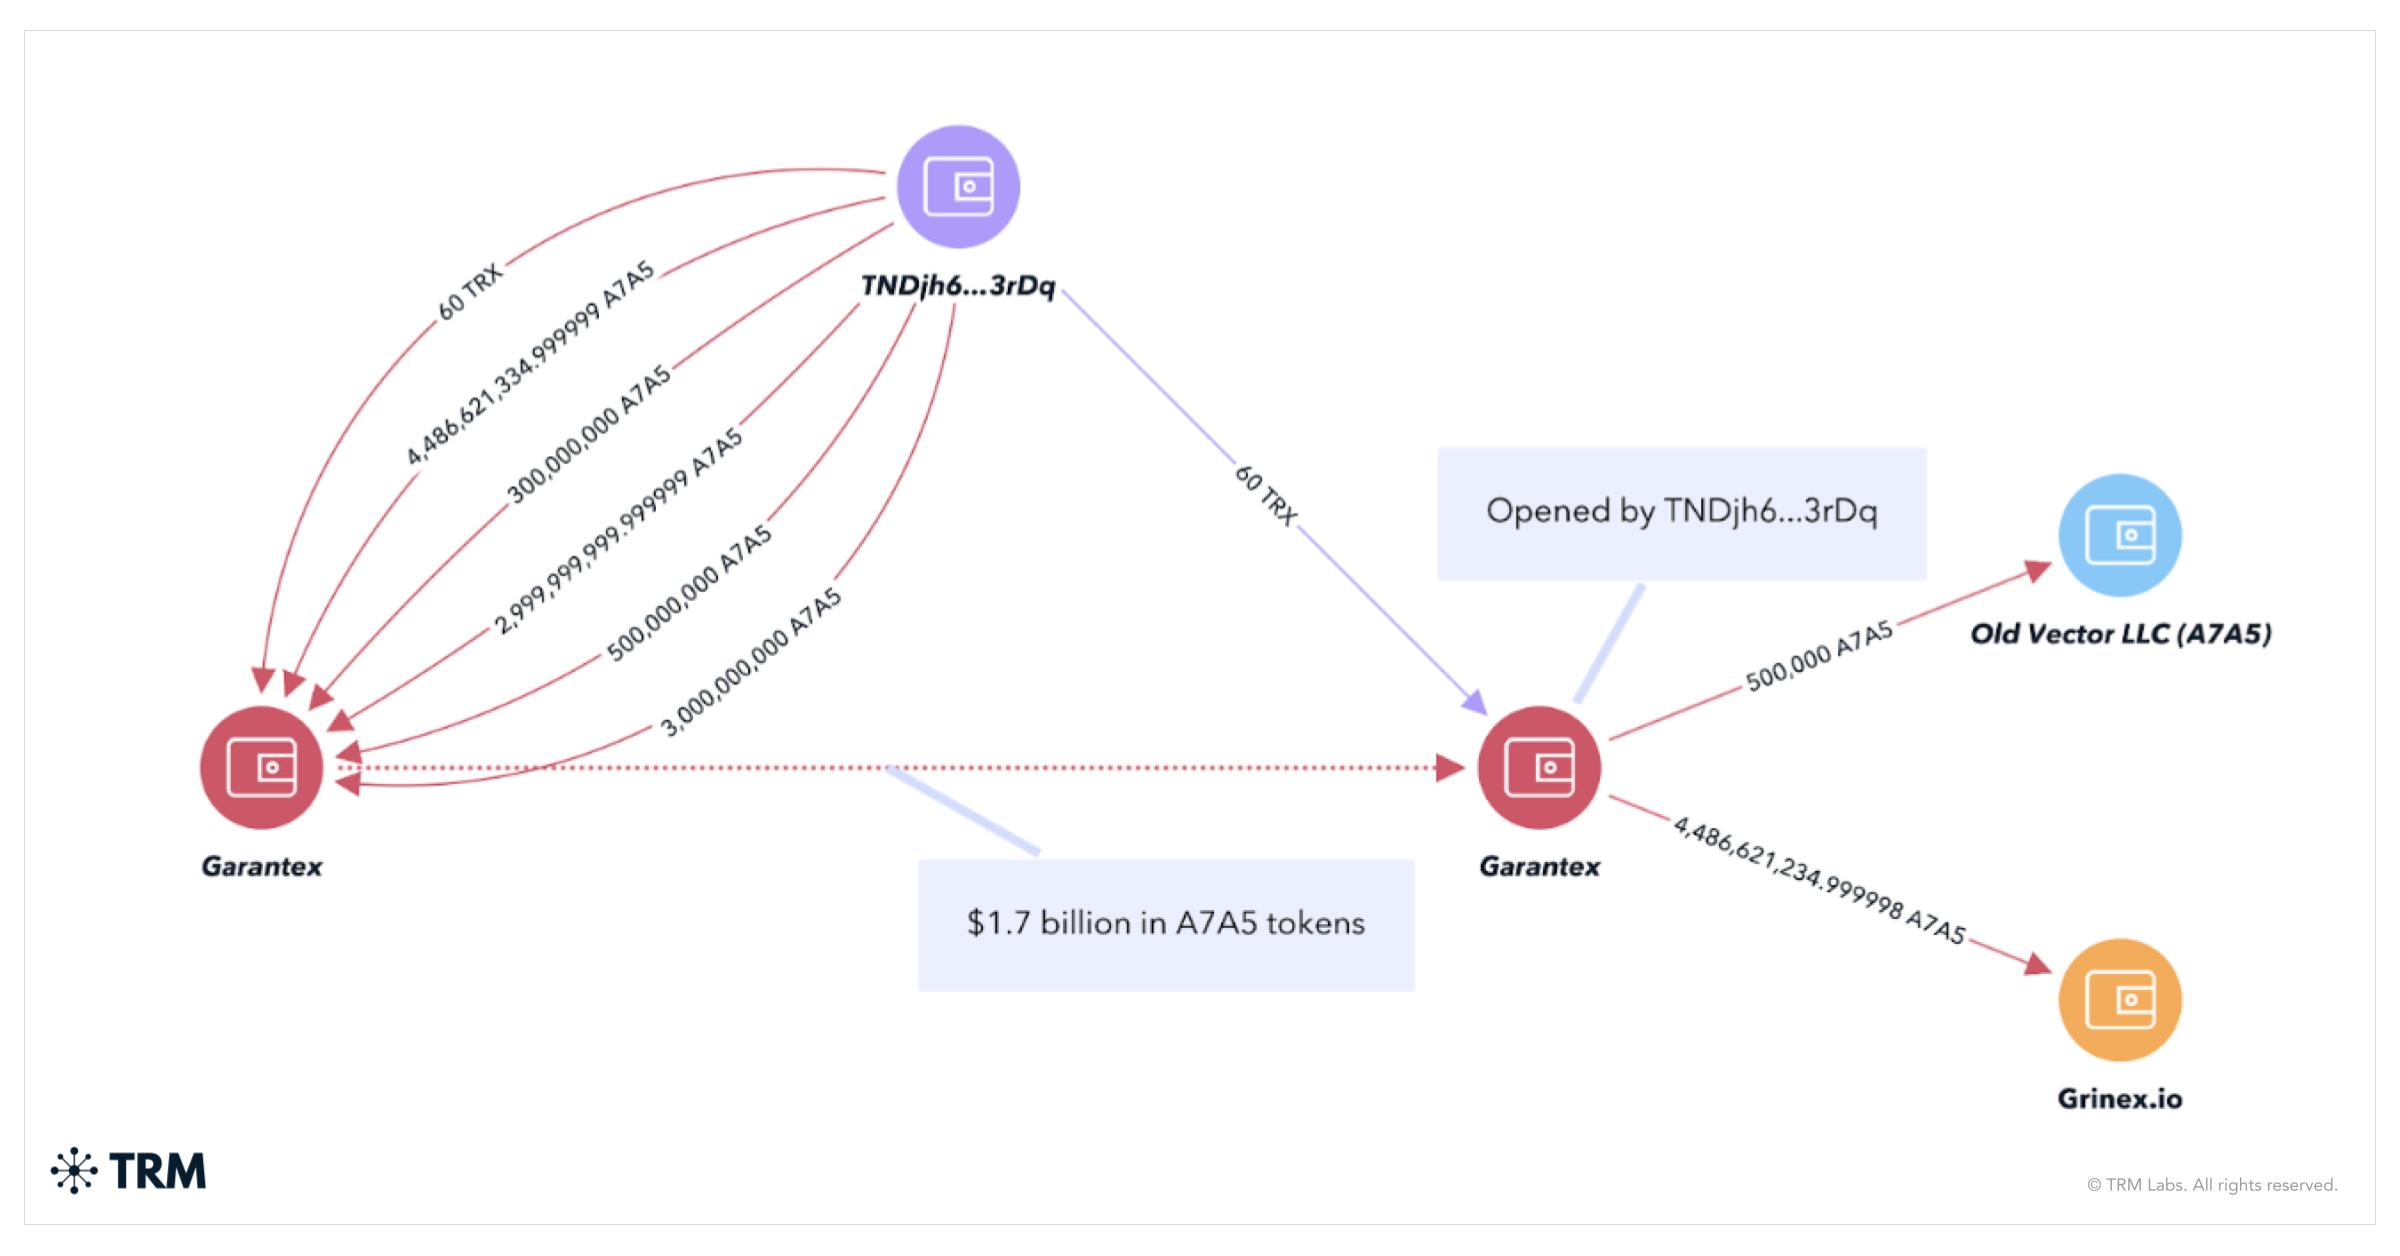 TNDjh6...3rDq
60 TRX
4,486,621,334.999999 A7A5
300,000,000 A7A5
2,999,999,999.999999 A7A5
500,000,000 A7A5
3,000,000,000 A7A5
60 TRX
Opened by TNDjh6...3rDq
500,000 A7A5
Old Vector LLC (A7A5)
4,486,621,234.999998 A7A5
Garantex
Garantex
$1.7 billion in A7A5 tokens
Grinex.io
TRM
© TRM Labs. All rights reserved.